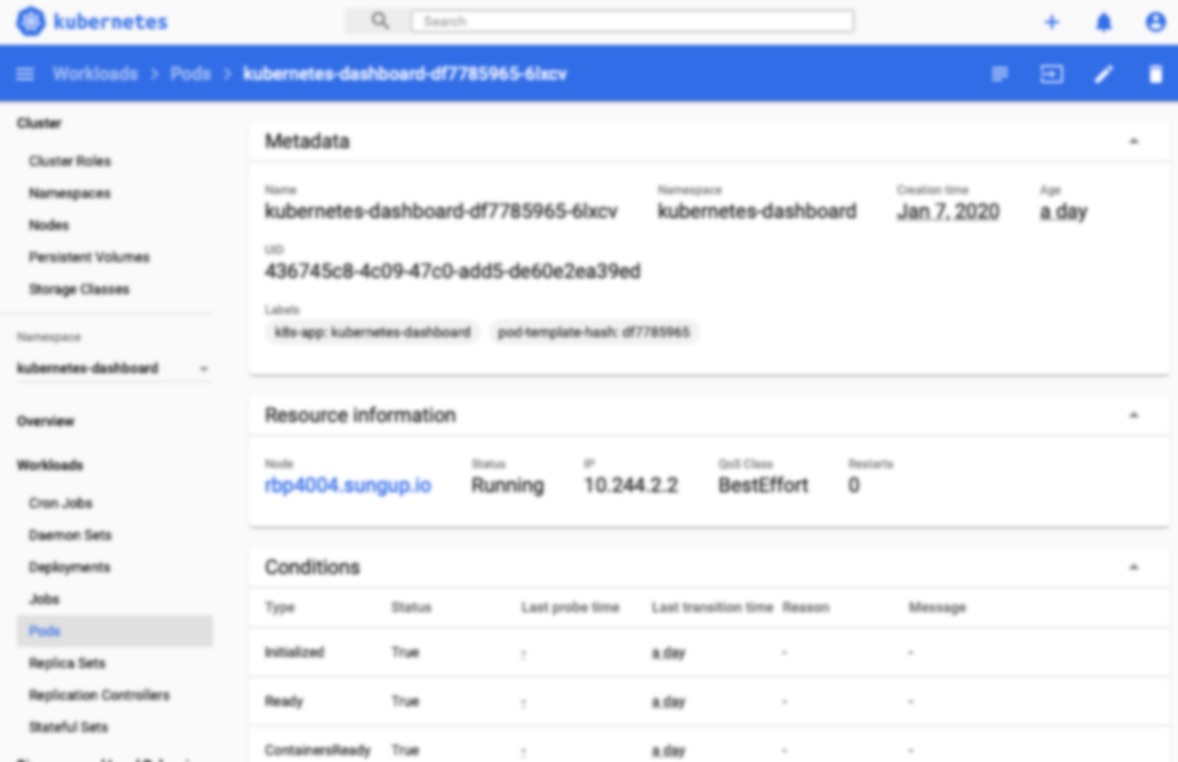 kubernetes
Search
Workloads > Pods > kubernetes-dashboard-df7785965-6lxcv
Cluster
Cluster Roles
Namespaces
Nodes
Persistent Volumes
Storage Classes
Namespace
kubernetes-dashboard
Overview
Workloads
Cron Jobs
Daemon Sets
Deployments
Jobs
Pods
Replica Sets
Replication Controllers
Stateful Sets
Metadata
Name Namespace Creation time Age
kubernetes-dashboard-df7785965-6lxcv kubernetes-dashboard Jan 7, 2020 a day
UID
436745c8-4c09-47c0-add5-de60e2ea39ed
Labels
k8s-app: kubernetes-dashboard pod-template-hash: df7785965
Resource information
Node Status IP QoS Class Restarts
rbp4004.sungup.io Running 10.244.2.2 BestEffort 0
Conditions
Type Status Last probe time Last transition time Reason Message
Initialized True - a day - -
Ready True - a day - -
ContainersReady True - a day - -